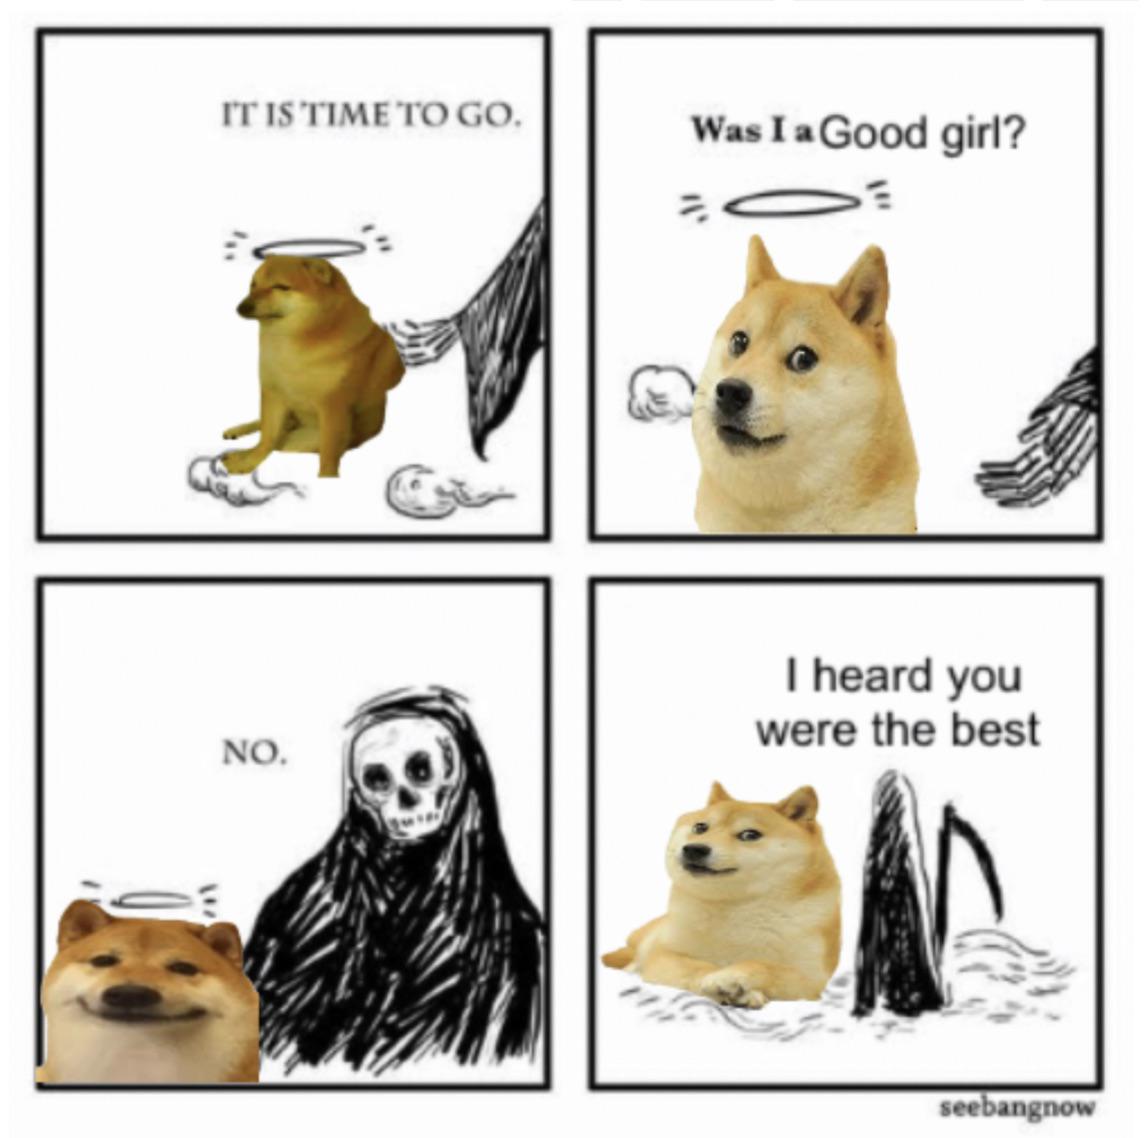 IT IS TIME TO GO.
Was I a Good girl?
NO.
I heard you
were the best
seebangnow